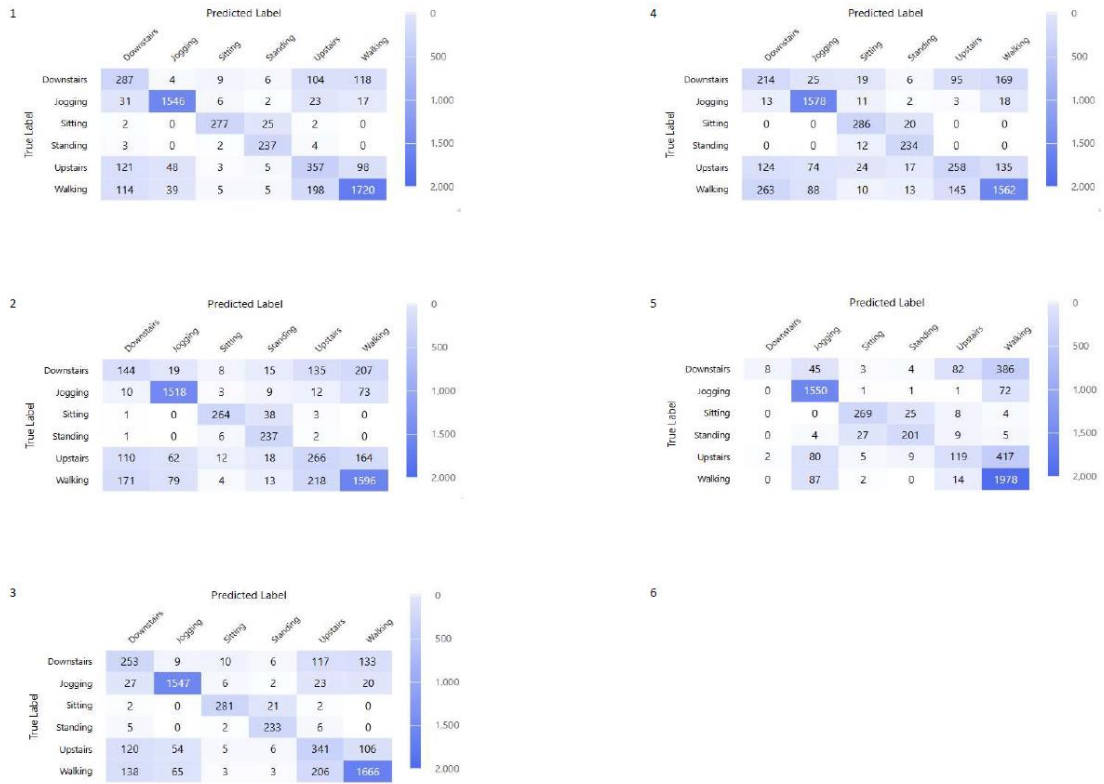 1
Predicted Label
Downstairs Jogging Sitting Standing Upstairs Walking
True Label
Downstairs 287 4 9 6 104 118
Jogging 31 1546 6 2 23 17
Sitting 2 0 277 25 2 0
Standing 3 0 2 237 4 0
Upstairs 121 48 3 5 357 98
Walking 114 39 5 5 198 1720
0
500
1,000
1,500
2,000
4
Predicted Label
Downstairs Jogging Sitting Standing Upstairs Walking
True Label
Downstairs 214 25 19 6 95 169
Jogging 13 1578 11 2 3 18
Sitting 0 0 286 20 0 0
Standing 0 0 12 234 0 0
Upstairs 124 74 24 17 258 135
Walking 263 88 10 13 145 1562
0
500
1,000
1,500
2,000
2
Predicted Label
Downstairs Jogging Sitting Standing Upstairs Walking
True Label
Downstairs 144 19 8 15 135 207
Jogging 10 1518 3 9 12 73
Sitting 1 0 264 38 3 0
Standing 1 0 6 237 2 0
Upstairs 110 62 12 18 266 164
Walking 171 79 4 13 218 1596
0
500
1,000
1,500
2,000
5
Predicted Label
Downstairs Jogging Sitting Standing Upstairs Walking
True Label
Downstairs 8 45 3 4 82 386
Jogging 0 1550 1 1 1 72
Sitting 0 0 269 25 8 4
Standing 0 4 27 201 9 5
Upstairs 2 80 5 9 119 417
Walking 0 87 2 0 14 1978
0
500
1,000
1,500
2,000
3
Predicted Label
Downstairs Jogging Sitting Standing Upstairs Walking
True Label
Downstairs 253 9 10 6 117 133
Jogging 27 1547 6 2 23 20
Sitting 2 0 281 21 2 0
Standing 5 0 2 233 6 0
Upstairs 120 54 5 6 341 106
Walking 138 65 3 3 206 1666
0
500
1,000
1,500
2,000
6